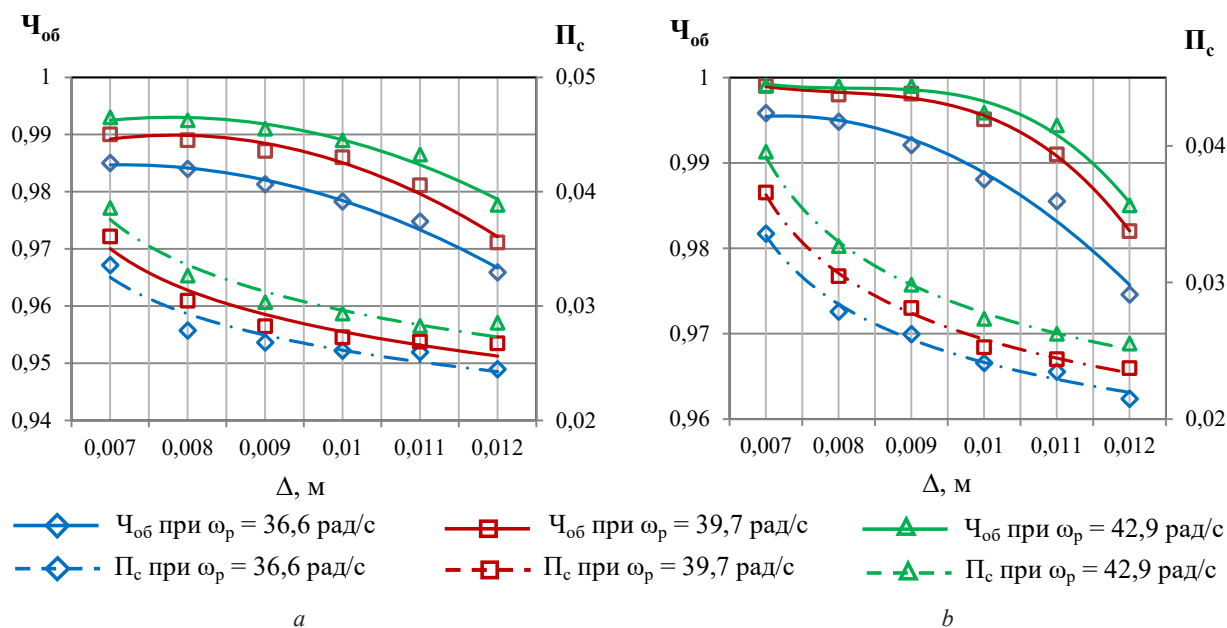 Ч_об
П_с
1
0,99
0,98
0,97
0,96
0,95
0,94
0,05
0,04
0,03
0,02
0,007 0,008 0,009 0,01 0,011 0,012
Δ, м
Ч_об
П_с
1
0,99
0,98
0,97
0,96
0,04
0,03
0,02
0,007 0,008 0,009 0,01 0,011 0,012
Δ, м
Ч_об при ω_р = 36,6 рад/с
Ч_об при ω_р = 39,7 рад/с
Ч_об при ω_р = 42,9 рад/с
П_с при ω_р = 36,6 рад/с
П_с при ω_р = 39,7 рад/с
П_с при ω_р = 42,9 рад/с
a
b